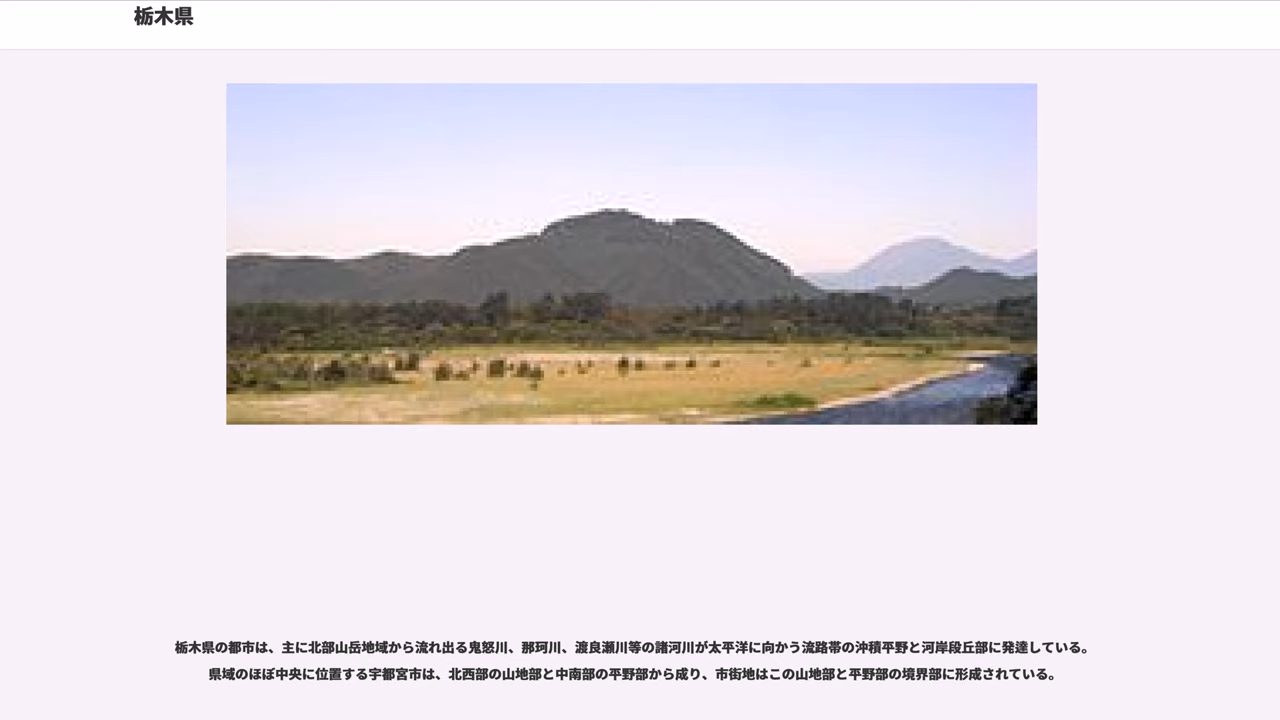 栃木県
栃木県の都市は、主に北部山岳地域から流れ出る鬼怒川、那珂川、渡良瀬川等の諸河川が太平洋に向かう流路帯の沖積平野と河岸段丘部に発達している。
県域のほぼ中央に位置する宇都宮市は、北西部の山地部と中南部の平野部から成り、市街地はこの山地部と平野部の境界部に形成されている。